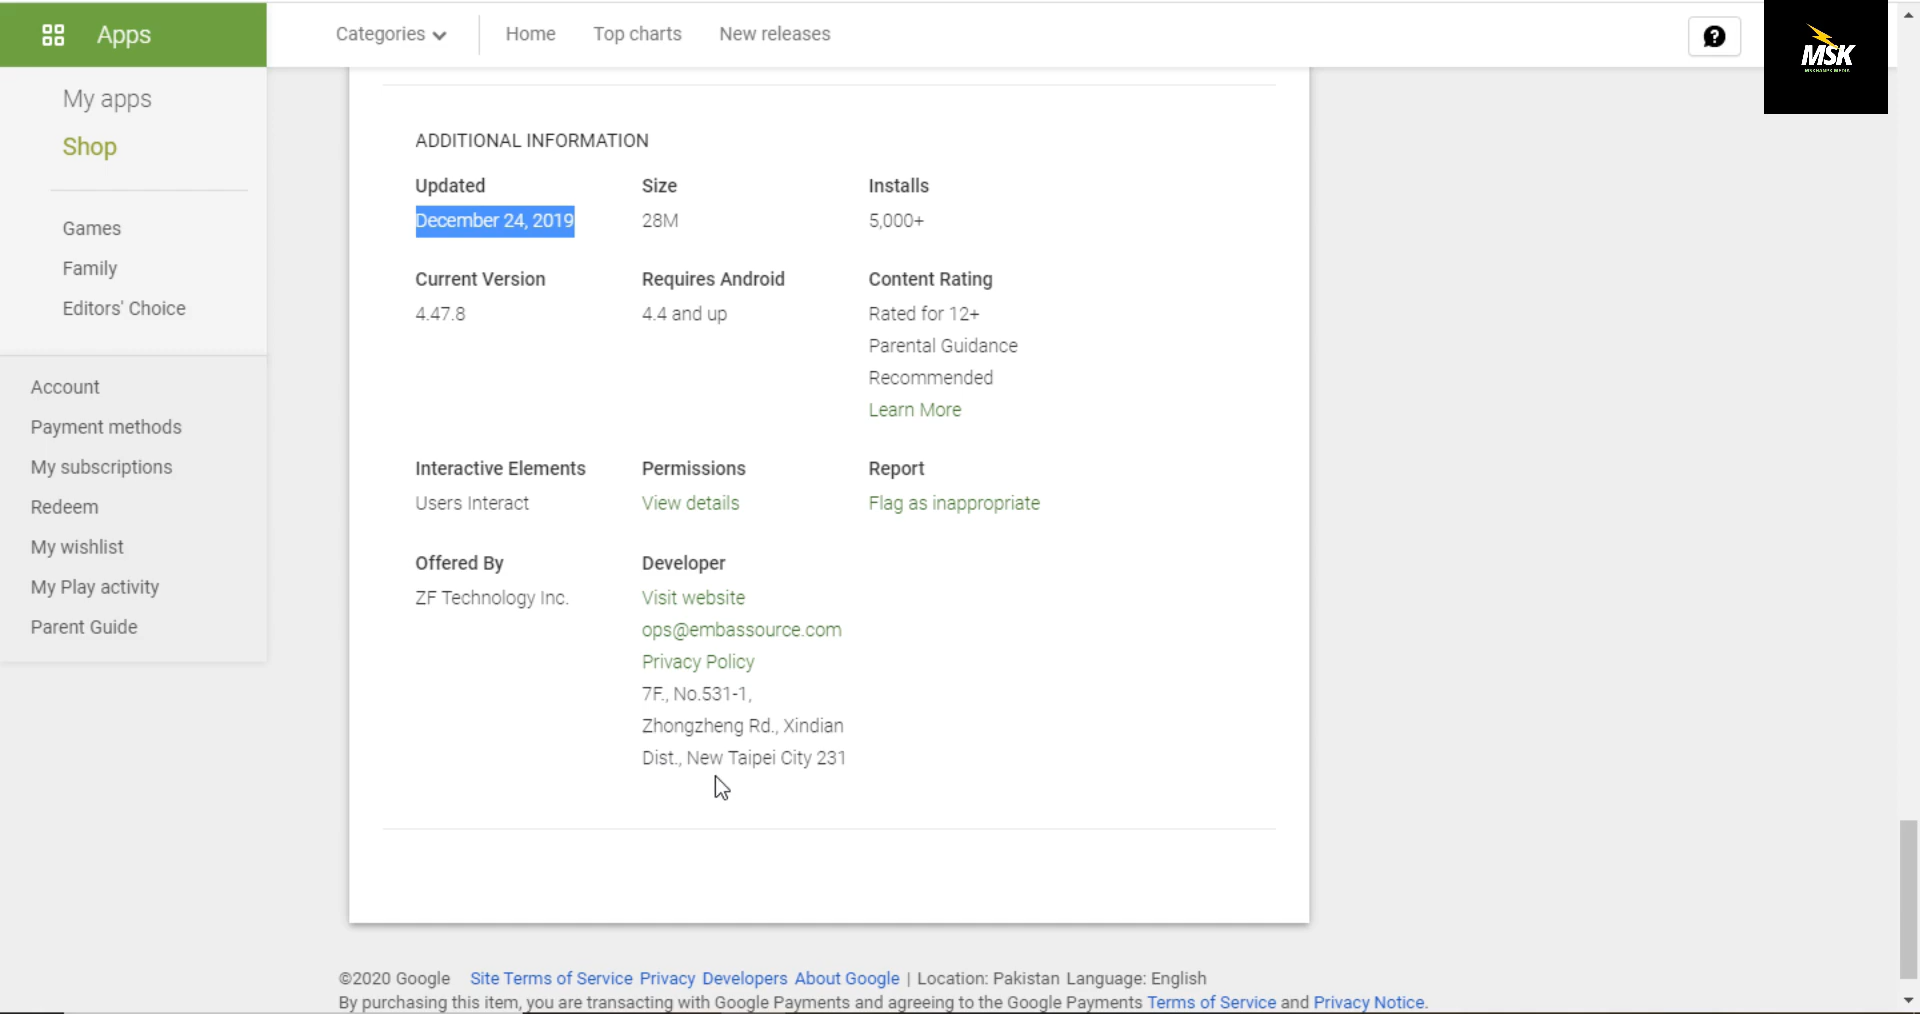 Apps
Categories
Home
Top charts
New releases
MSK
My apps
Shop
Games
Family
Editors' Choice
Account
Payment methods
My subscriptions
Redeem
My wishlist
My Play activity
Parent Guide
ADDITIONAL INFORMATION
Updated
December 24, 2019
Size
28M
Installs
5,000+
Current Version
4.47.8
Requires Android
4.4 and up
Content Rating
Rated for 12+
Parental Guidance
Recommended
Learn More
Interactive Elements
Users Interact
Permissions
View details
Report
Flag as inappropriate
Offered By
ZF Technology Inc.
Developer
Visit website
ops@embassource.com
Privacy Policy
7F., No.531-1,
Zhongzheng Rd., Xindian
Dist., New Taipei City 231
©2020 Google Site Terms of Service Privacy Developers About Google | Location: Pakistan Language: English
By purchasing this item, you are transacting with Google Payments and agreeing to the Google Payments Terms of Service and Privacy Notice.